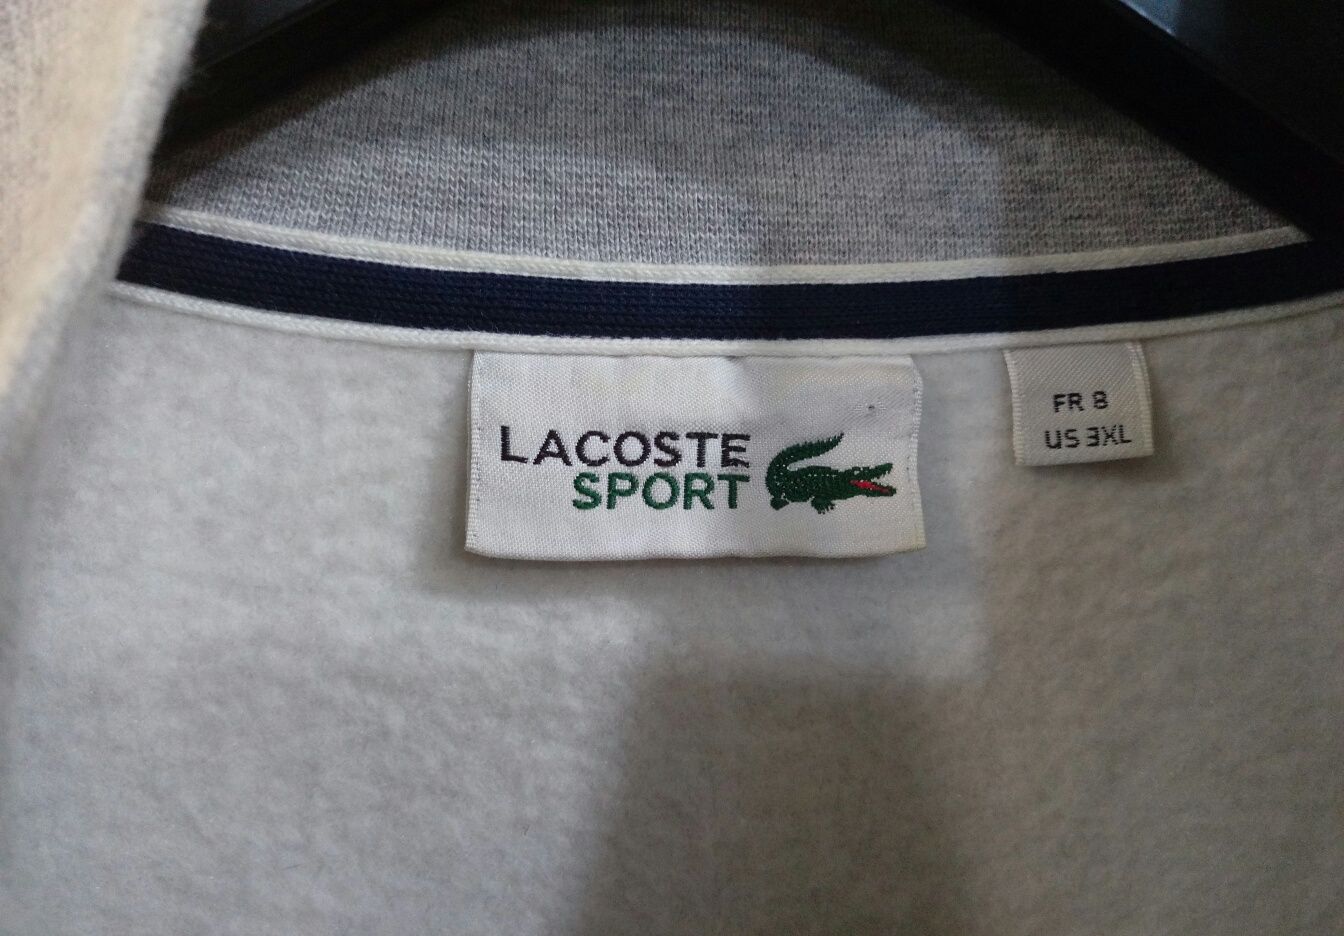 LACOSTE
SPORT
FR 8
US 3XL